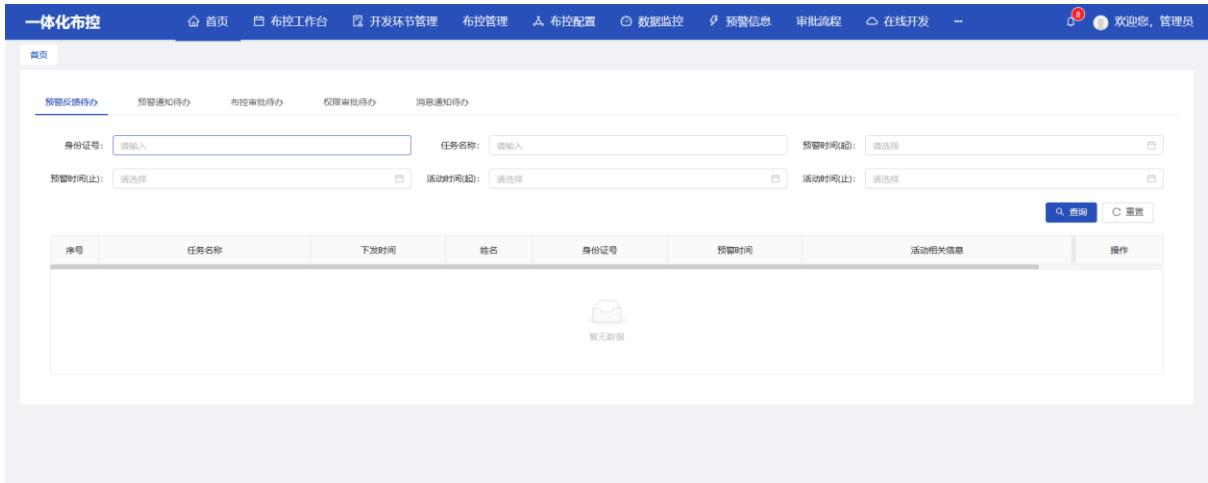 一体化布控 首页 布控工作台 开发环节管理 布控管理 布控配置 数据监控 预警信息 审批流程 在线开发 ··· 8 欢迎您，管理员
首页
预警反馈待办 预警通知待办 布控审批待办 权限审批待办 消息通知待办
身份证号: 请输入 任务名称: 请输入 预警时间(起): 请选择
预警时间(止): 请选择 活动时间(起): 请选择 活动时间(止): 请选择
查询 重置
序号 任务名称 下发时间 姓名 身份证号 预警时间 活动相关信息 操作
暂无数据